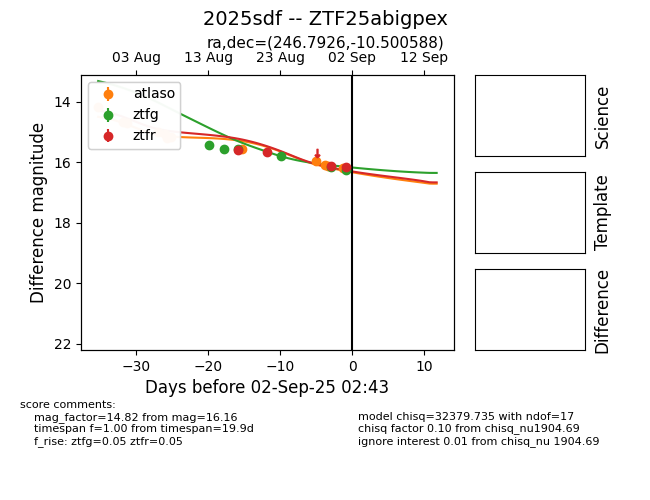 2025sdf -- ZTF25abigpex
ra,dec=(246.7926,-10.500588)
03 Aug 13 Aug 23 Aug 02 Sep 12 Sep
atlaso
ztfg
ztfr
14
16
18
20
22
Difference magnitude
−30 −20 −10 0 10
Days before 02-Sep-25 02:43
Science
Template
Difference
score comments:
mag_factor=14.82 from mag=16.16
timespan f=1.00 from timespan=19.9d
f_rise: ztfg=0.05 ztfr=0.05
model chisq=32379.735 with ndof=17
chisq factor 0.10 from chisq_nu1904.69
ignore interest 0.01 from chisq_nu 1904.69